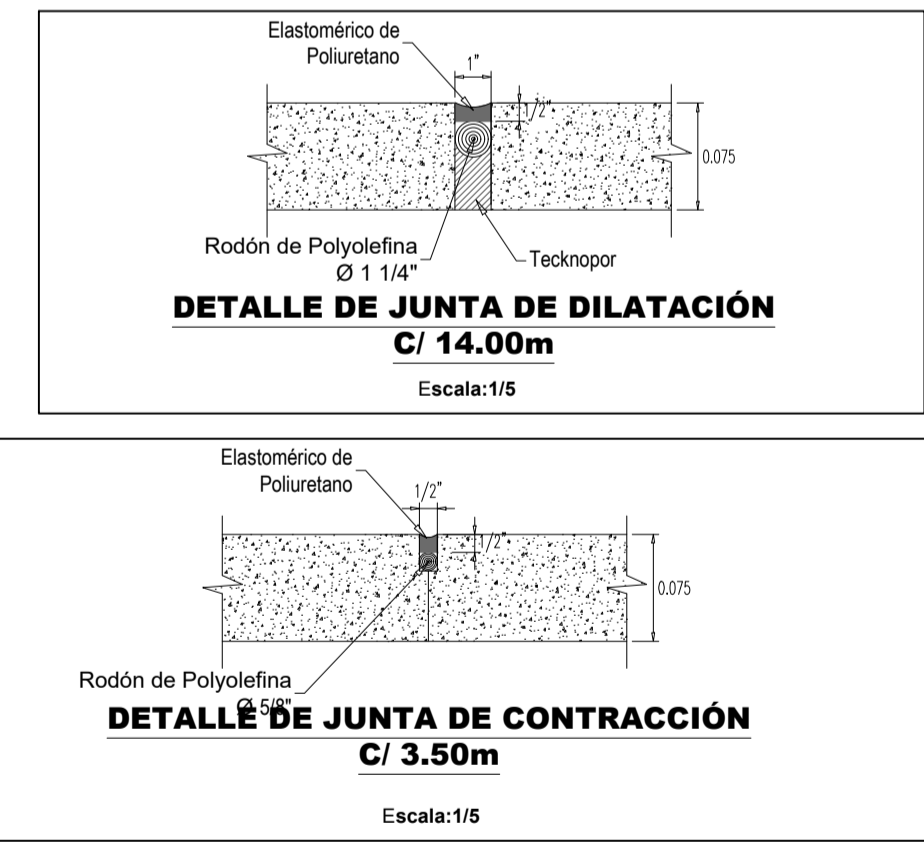 Elastomérico de
Poliuretano
1"
1/2"
0.075
Rodón de Polyolefina
Ø 1 1/4"
Tecknopor
DETALLE DE JUNTA DE DILATACIÓN
C/ 14.00m
Escala:1/5
Elastomérico de
Poliuretano
1/2"
1/2"
0.075
Rodón de Polyolefina
Ø 5/8"
DETALLE DE JUNTA DE CONTRACCIÓN
C/ 3.50m
Escala:1/5